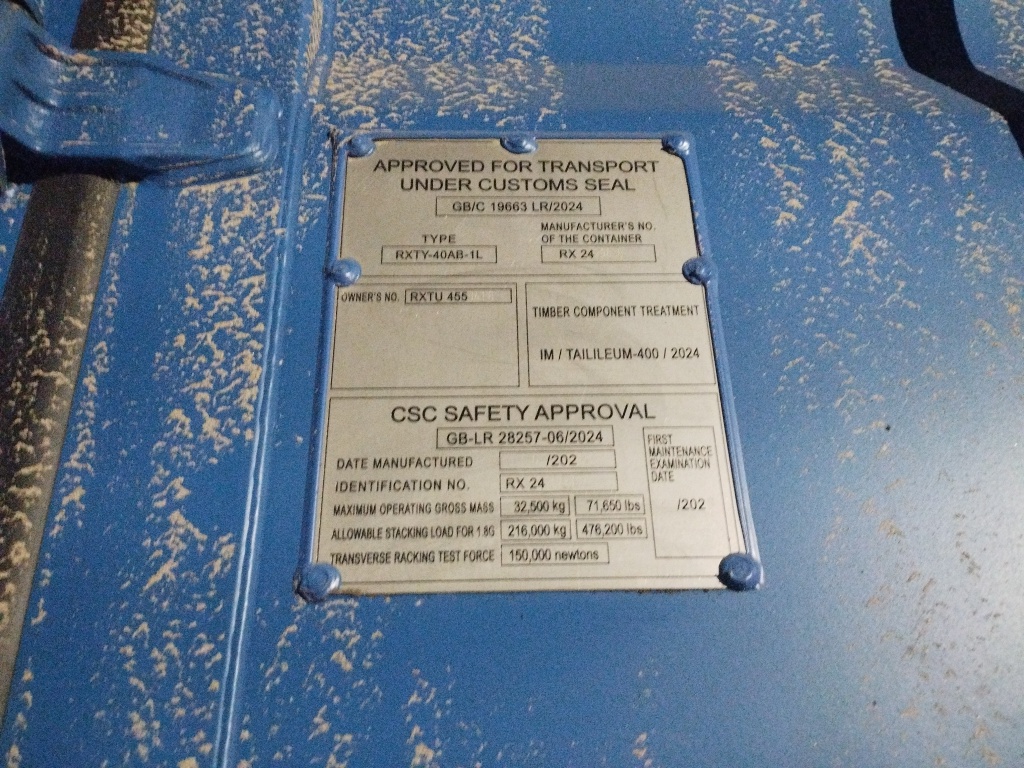 APPROVED FOR TRANSPORT
UNDER CUSTOMS SEAL
GB/C 19663 LR/2024
TYPE
RXTY-40AB-1L
MANUFACTURER'S NO.
OF THE CONTAINER
RX 24
OWNER'S NO. RXTU 455
TIMBER COMPONENT TREATMENT
IM / TAILILEUM-400 / 2024
CSC SAFETY APPROVAL
GB-LR 28257-06/2024
DATE MANUFACTURED /202
IDENTIFICATION NO. RX 24
MAXIMUM OPERATING GROSS MASS 32,500 kg 71,650 lbs
ALLOWABLE STACKING LOAD FOR 1.8G 216,000 kg 476,200 lbs
TRANSVERSE RACKING TEST FORCE 150,000 newtons
FIRST
MAINTENANCE
EXAMINATION
DATE
/202